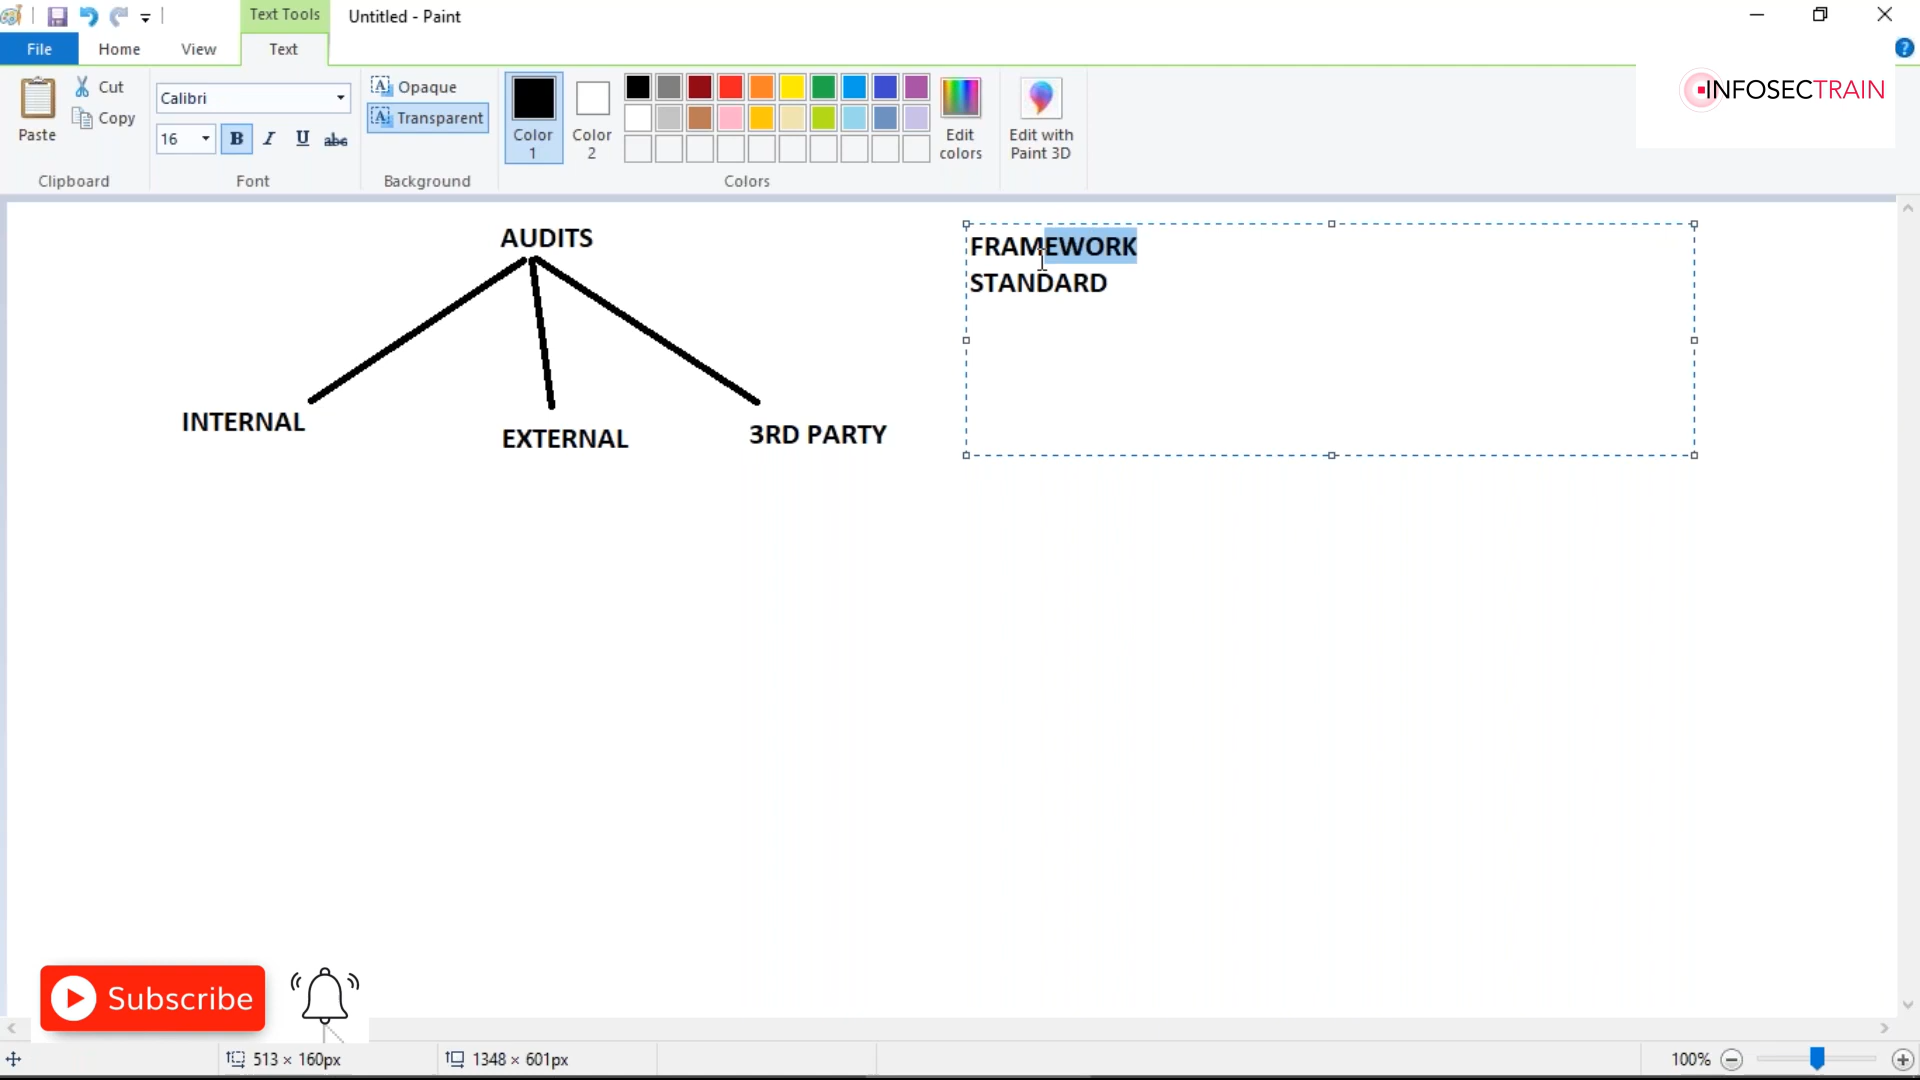 Text Tools
Untitled - Paint
File
Home
View
Text
Paste
Cut
Copy
Clipboard
Calibri
16
B
I
U
abc
Font
Opaque
Transparent
Background
Color
1
Color
2
Colors
Edit
colors
Edit with
Paint 3D
INFOSECTRAIN
AUDITS
INTERNAL
EXTERNAL
3RD PARTY
FRAMEWORK
STANDARD
Subscribe
513 × 160px
1348 × 601px
100%